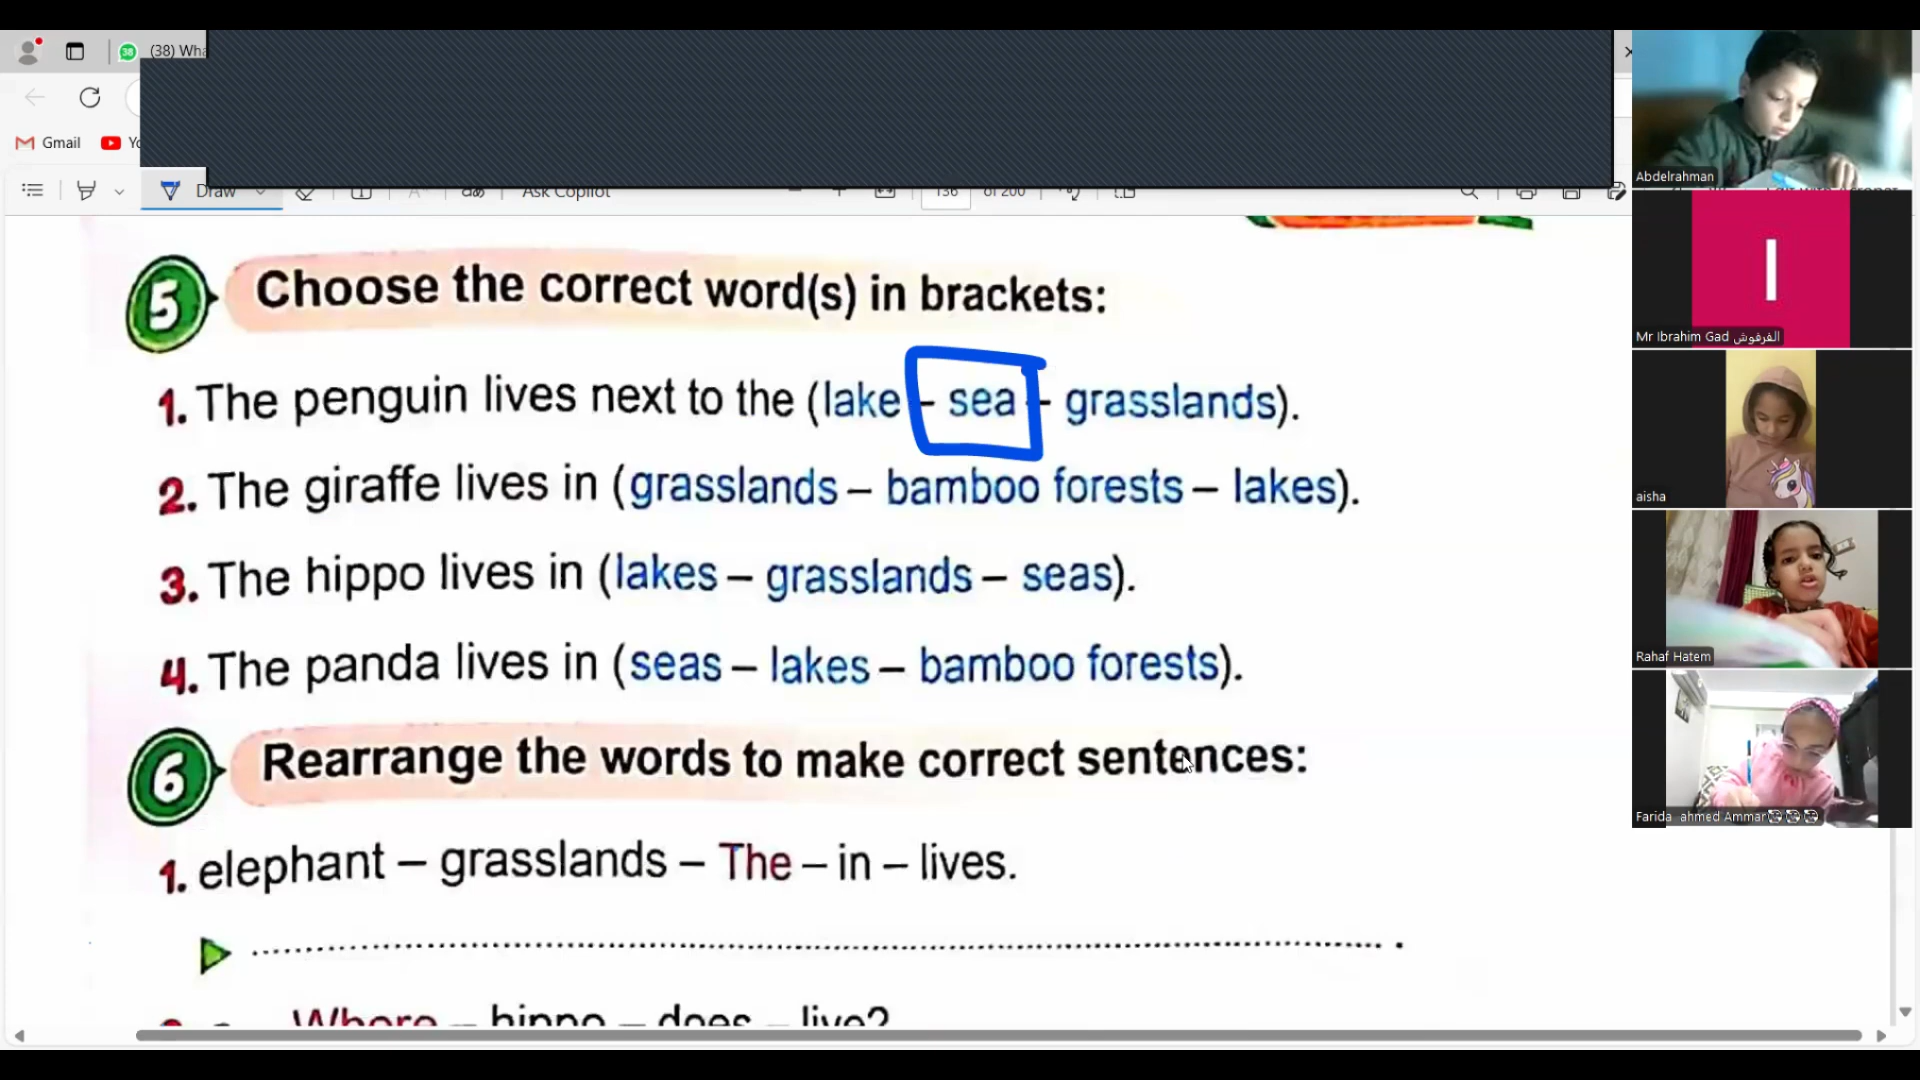 (38) Wha
Gmail
Draw
Ask Copilot
136 of 200
5 Choose the correct word(s) in brackets:
1. The penguin lives next to the (lake – sea – grasslands).
2. The giraffe lives in (grasslands – bamboo forests – lakes).
3. The hippo lives in (lakes – grasslands – seas).
4. The panda lives in (seas – lakes – bamboo forests).
6 Rearrange the words to make correct sentences:
1. elephant – grasslands – The – in – lives.
Where – hippo – does – live?
Abdelrahman
I
Mr Ibrahim Gad الفرفوش
aisha
Rahaf Hatem
Farida ahmed Ammar